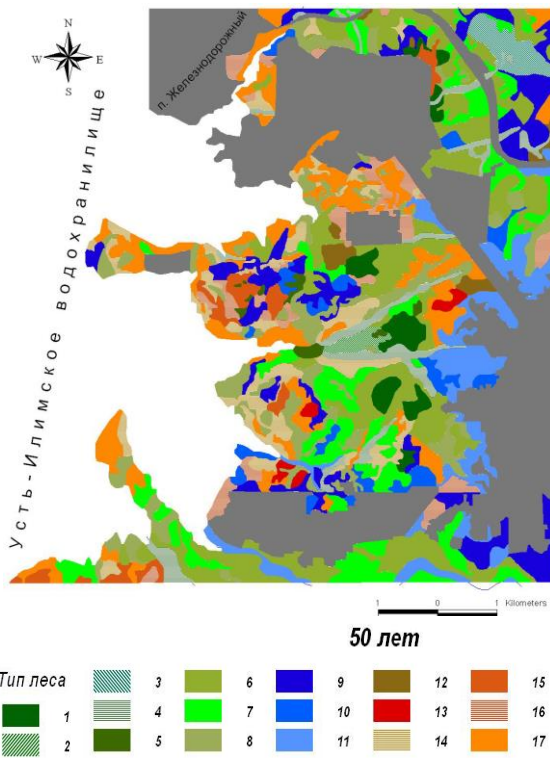 N
W E
S
п. Железнодорожный
Усть-Илимское водохранилище
1 0 1 Kilometers
50 лет
Тип леса
3 6 9 12 15
1 4 7 10 13 16
2 5 8 11 14 17